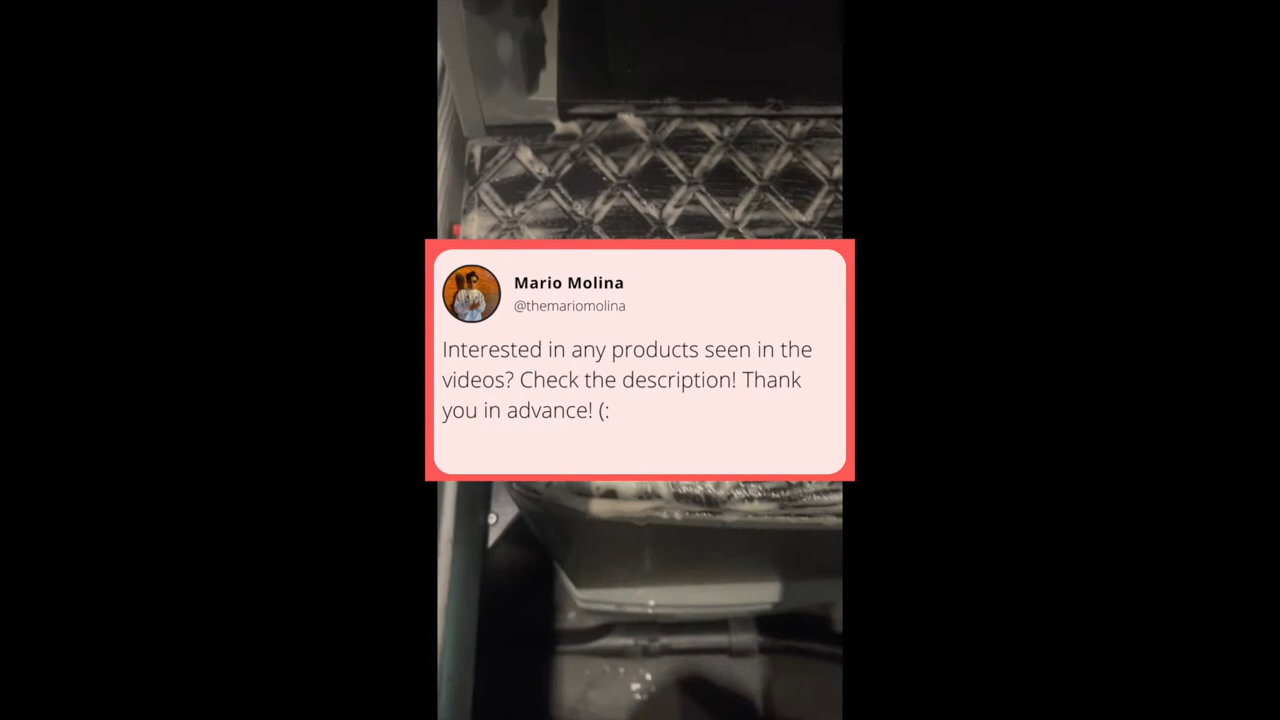 Mario Molina
@themariomolina
Interested in any products seen in the
videos? Check the description! Thank
you in advance! (: